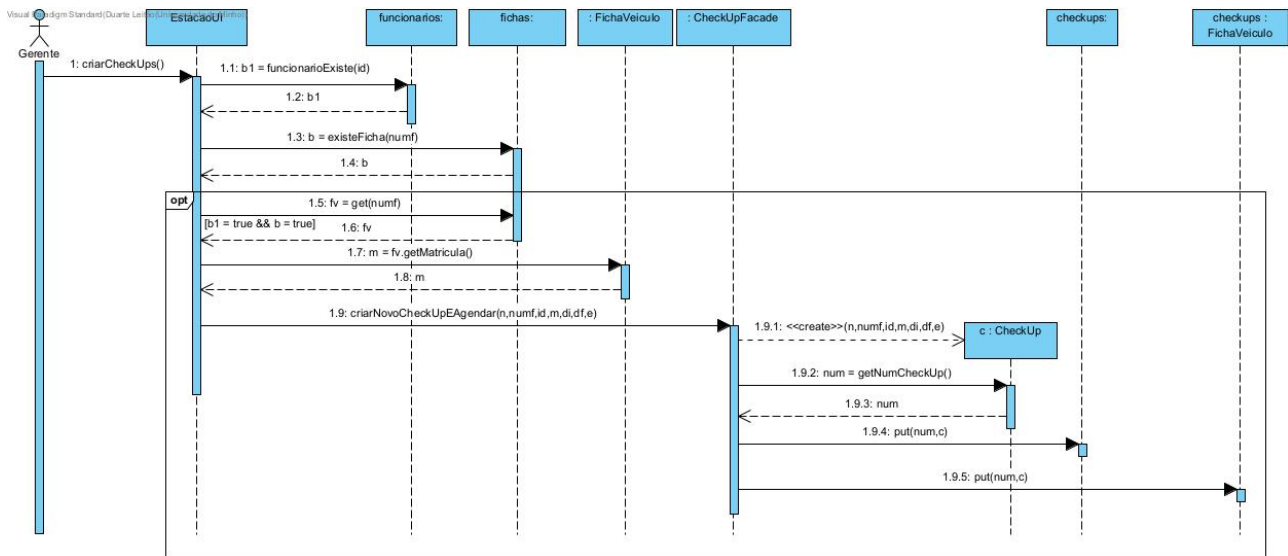 Visual Paradigm Standard(Duarte Leitão(Universidade do Minho))
EstacaoUI
funcionarios:
fichas:
: FichaVeiculo
: CheckUpFacade
checkups:
checkups :
FichaVeiculo
Gerente
1: criarCheckUps()
1.1: b1 = funcionarioExiste(id)
1.2: b1
1.3: b = existeFicha(numf)
1.4: b
opt
1.5: fv = get(numf)
[b1 = true && b = true]
1.6: fv
1.7: m = fv.getMatricula()
1.8: m
1.9: criarNovoCheckUpEAgendar(n,numf,id,m,di,df,e)
1.9.1: <<create>>(n,numf,id,m,di,df,e)
c : CheckUp
1.9.2: num = getNumCheckUp()
1.9.3: num
1.9.4: put(num,c)
1.9.5: put(num,c)